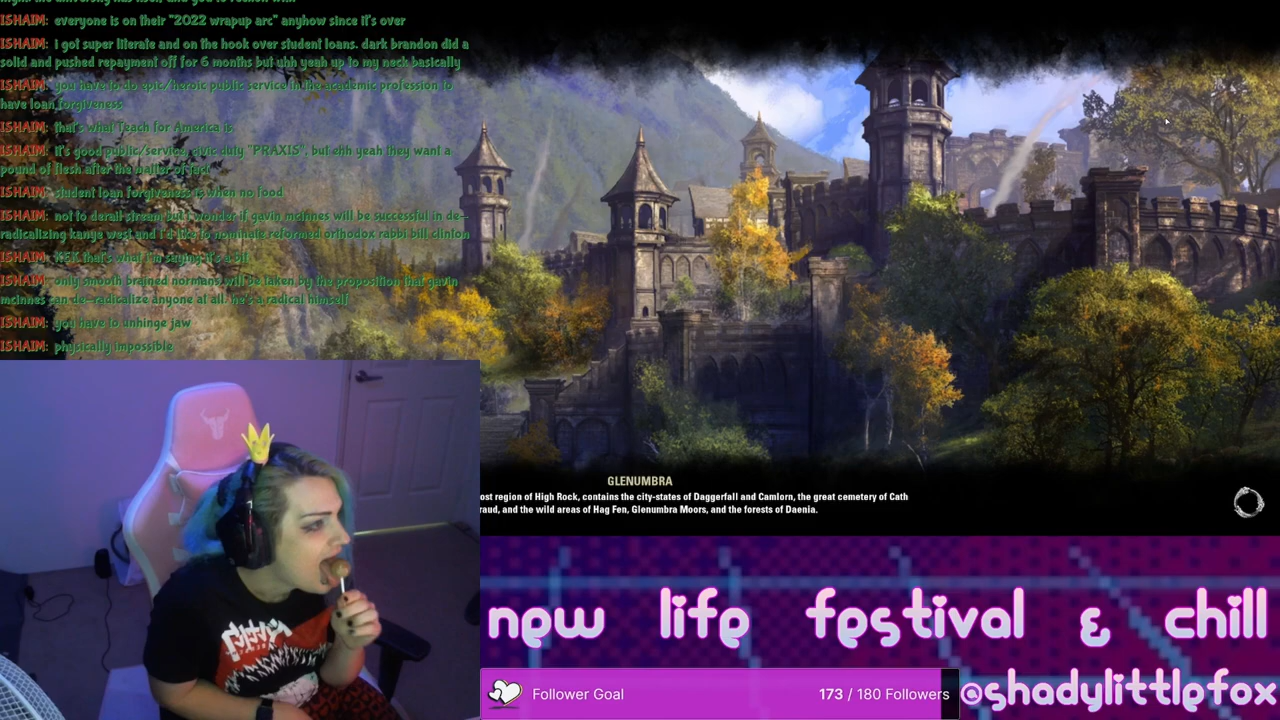 ISHAIM: everyone is on their "2022 wrapup arc" anyhow since it's over
ISHAIM: i got super literate and on the hook over student loans. dark brandon did a
solid and pushed repayment off for 6 months but uhh yeah up to my neck basically
ISHAIM: you have to do epic/heroic public service in the academic profession to
have loan forgiveness
ISHAIM: that's what Teach for America is
ISHAIM: it's good public/service, civic duty "PRAXIS", but ehh yeah they want a
pound of flesh after the matter of fact
ISHAIM: student loan forgiveness is when no food
ISHAIM: not to derail stream but i wonder if gavin mcinnes will be successful in de-
radicalizing kanye west and i'd like to nominate reformed orthodox rabbi bill clinton
ISHAIM: KEK that's what i'm saying it's a bit
ISHAIM: only smooth brained normans will be taken by the proposition that gavin
mcinnes can de-radicalize anyone at all. he's a radical himself
ISHAIM: you have to unhinge jaw
ISHAIM: physically impossible
GLENUMBRA
ost region of High Rock, contains the city-states of Daggerfall and Camlorn, the great cemetery of Cath
raud, and the wild areas of Hag Fen, Glenumbra Moors, and the forests of Daenia.
new life festival & chill
Follower Goal 173 / 180 Followers
@shadylittlefox